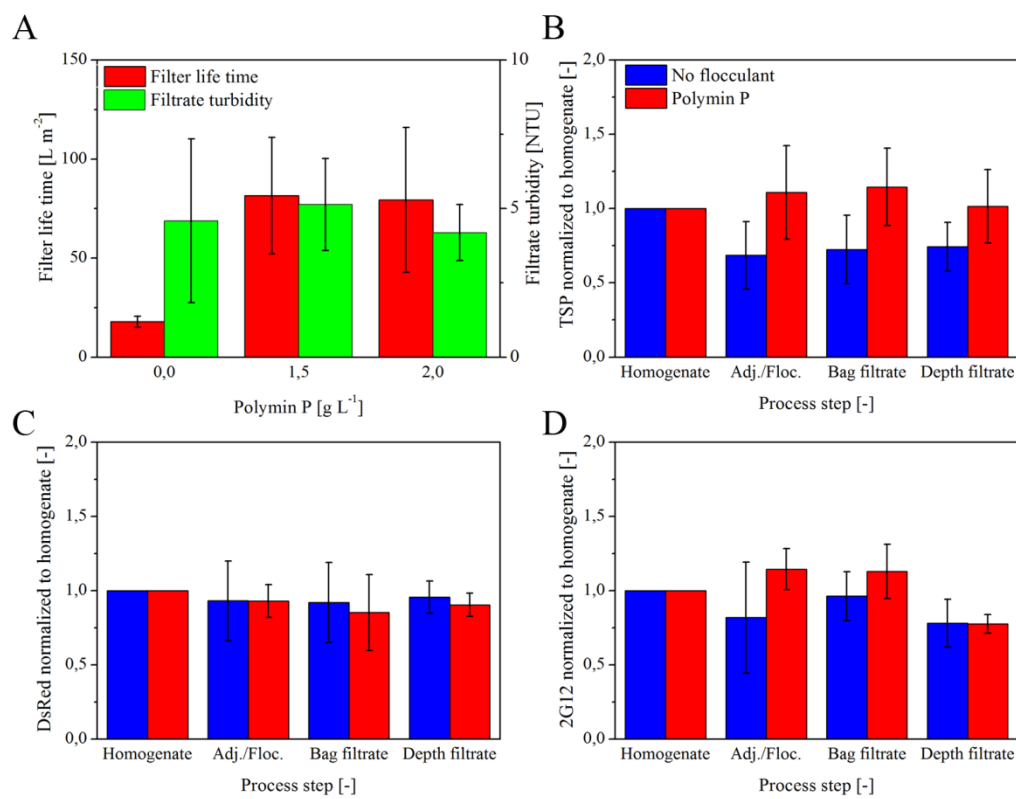 A
Filter life time [L m⁻²]
150
100
50
0
Filter life time
Filtrate turbidity
10
5
0
Filtrate turbidity [NTU]
0,0
1,5
2,0
Polymin P [g L⁻¹]
B
TSP normalized to homogenate [-]
2,0
1,5
1,0
0,5
0,0
No flocculant
Polymin P
Homogenate
Adj./Floc.
Bag filtrate
Depth filtrate
Process step [-]
C
DsRed normalized to homogenate [-]
2,0
1,5
1,0
0,5
0,0
Homogenate
Adj./Floc.
Bag filtrate
Depth filtrate
Process step [-]
D
2G12 normalized to homogenate [-]
2,0
1,5
1,0
0,5
0,0
Homogenate
Adj./Floc.
Bag filtrate
Depth filtrate
Process step [-]